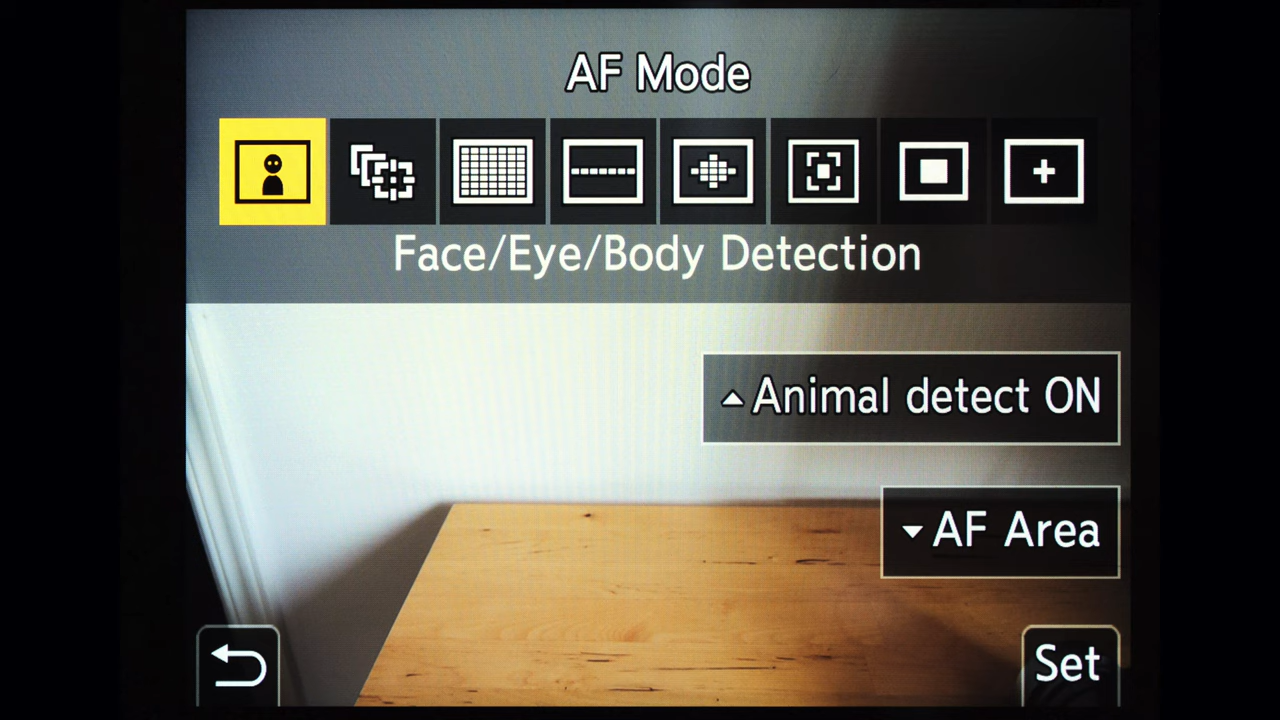 AF Mode
Face/Eye/Body Detection
Animal detect ON
AF Area
Set